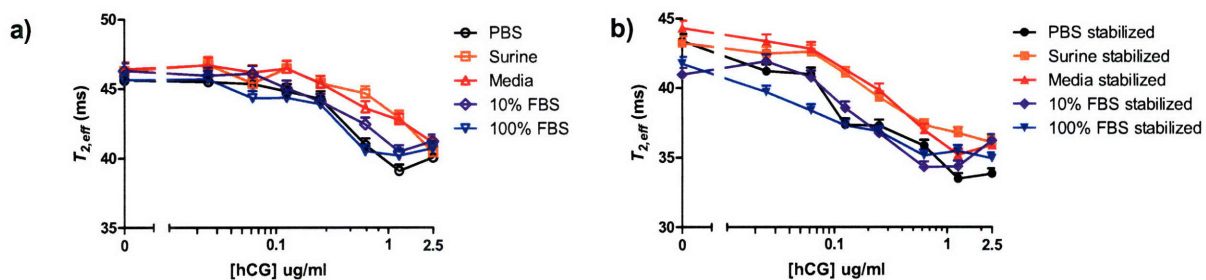 a)
50
45
40
35
T2,eff (ms)
0
0.1
1
2.5
[hCG] ug/ml
PBS
Surine
Media
10% FBS
100% FBS
b)
45
40
35
30
T2,eff (ms)
0
0.1
1
2.5
[hCG] ug/ml
PBS stabilized
Surine stabilized
Media stabilized
10% FBS stabilized
100% FBS stabilized